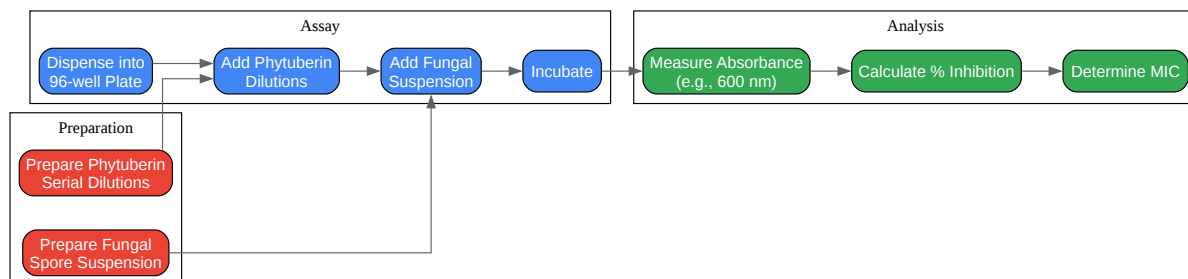 Assay
Dispense into
96-well Plate
Add Phytuberin
Dilutions
Add Fungal
Suspension
Incubate
Analysis
Measure Absorbance
(e.g., 600 nm)
Calculate % Inhibition
Determine MIC
Preparation
Prepare Phytuberin
Serial Dilutions
Prepare Fungal
Spore Suspension